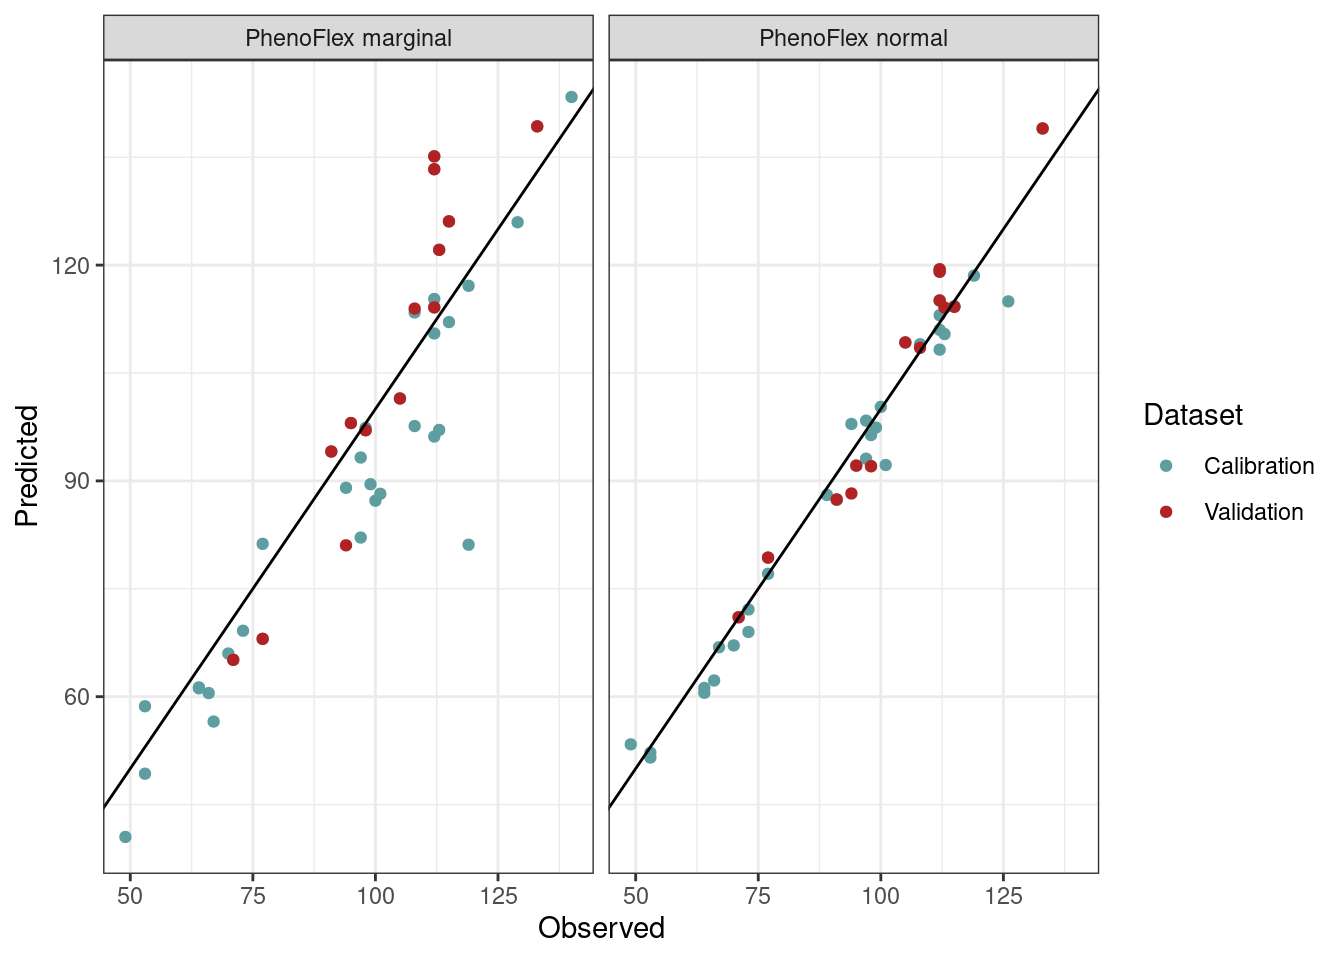 PhenoFlex marginal
PhenoFlex normal
120
90
60
Predicted
50 75 100 125
50 75 100 125
Observed
Dataset
Calibration
Validation